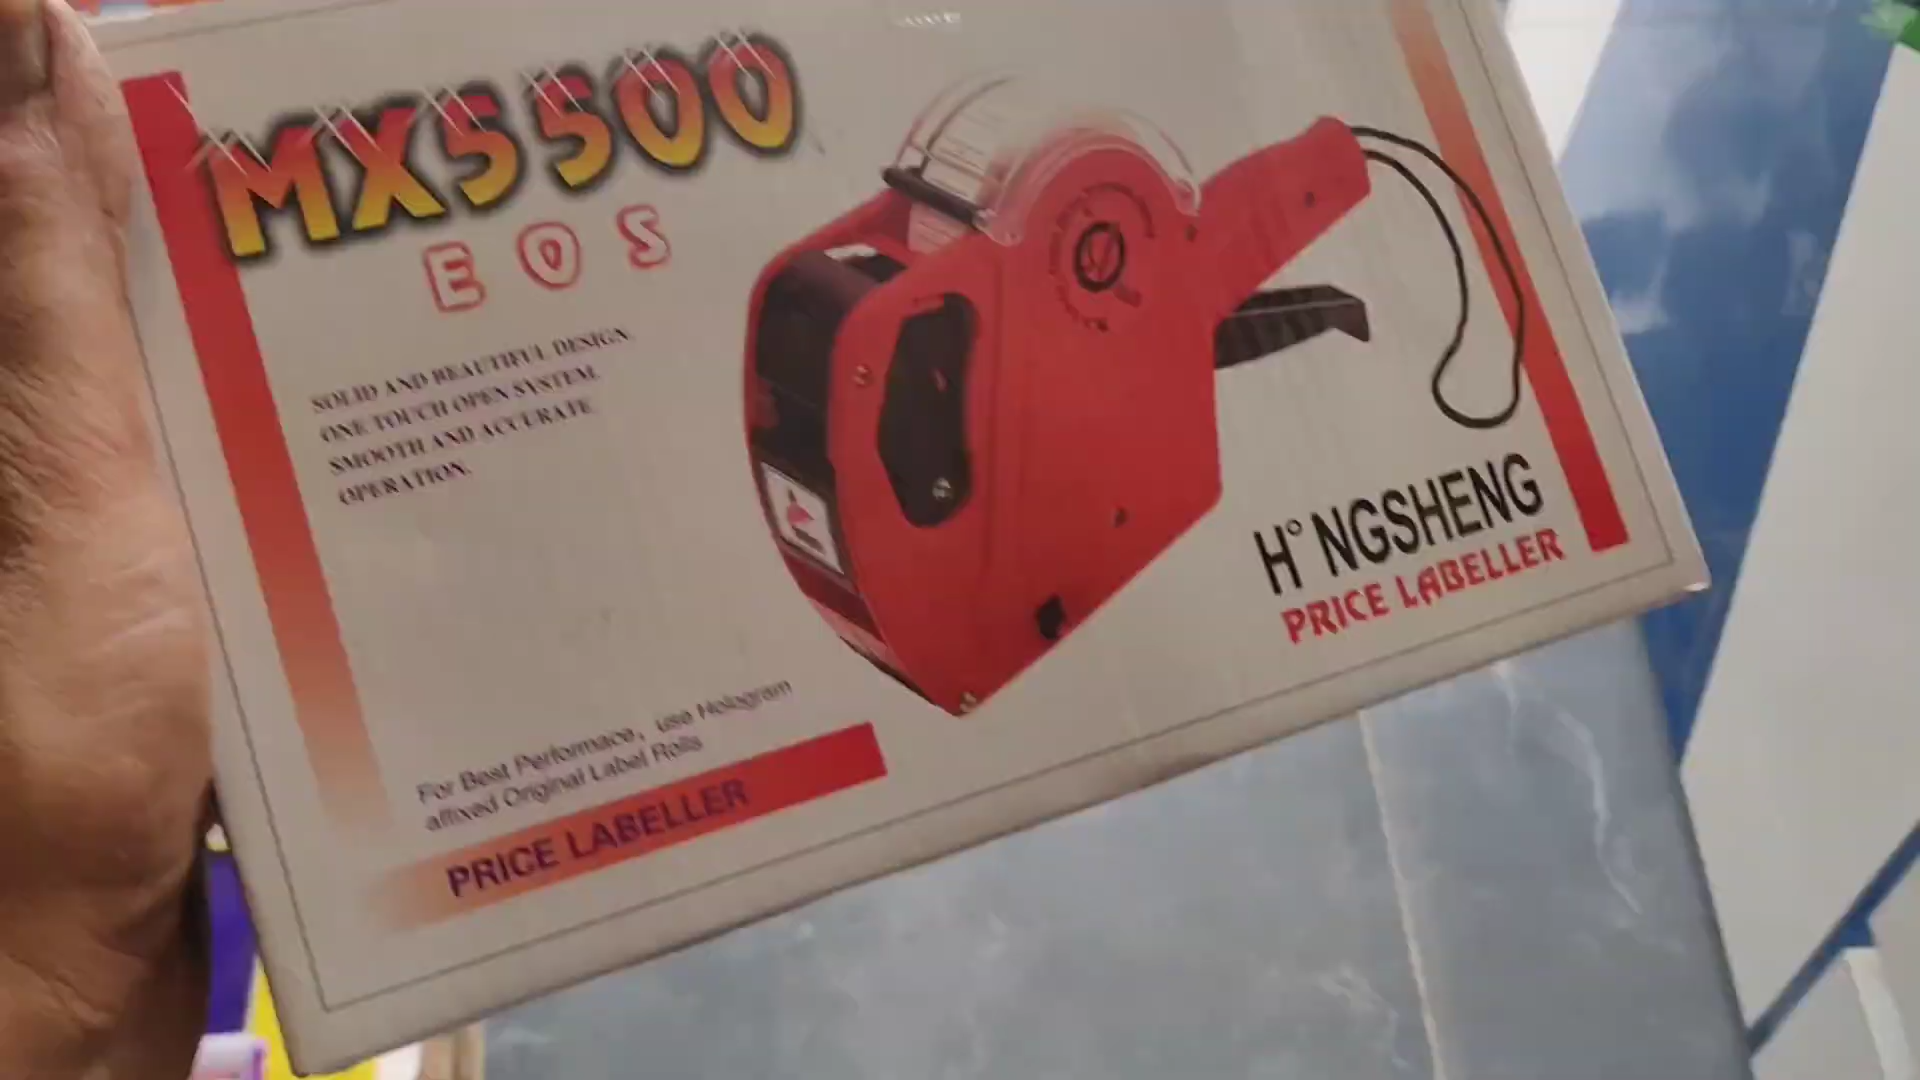 MX5500
EOS
SOLID AND BEAUTIFUL DESIGN.
ONE TOUCH OPEN SYSTEM.
SMOOTH AND ACCURATE
OPERATION.
H°NGSHENG
PRICE LABELLER
For Best Performace, use Hologram
affixed Original Label Rolls
PRICE LABELLER